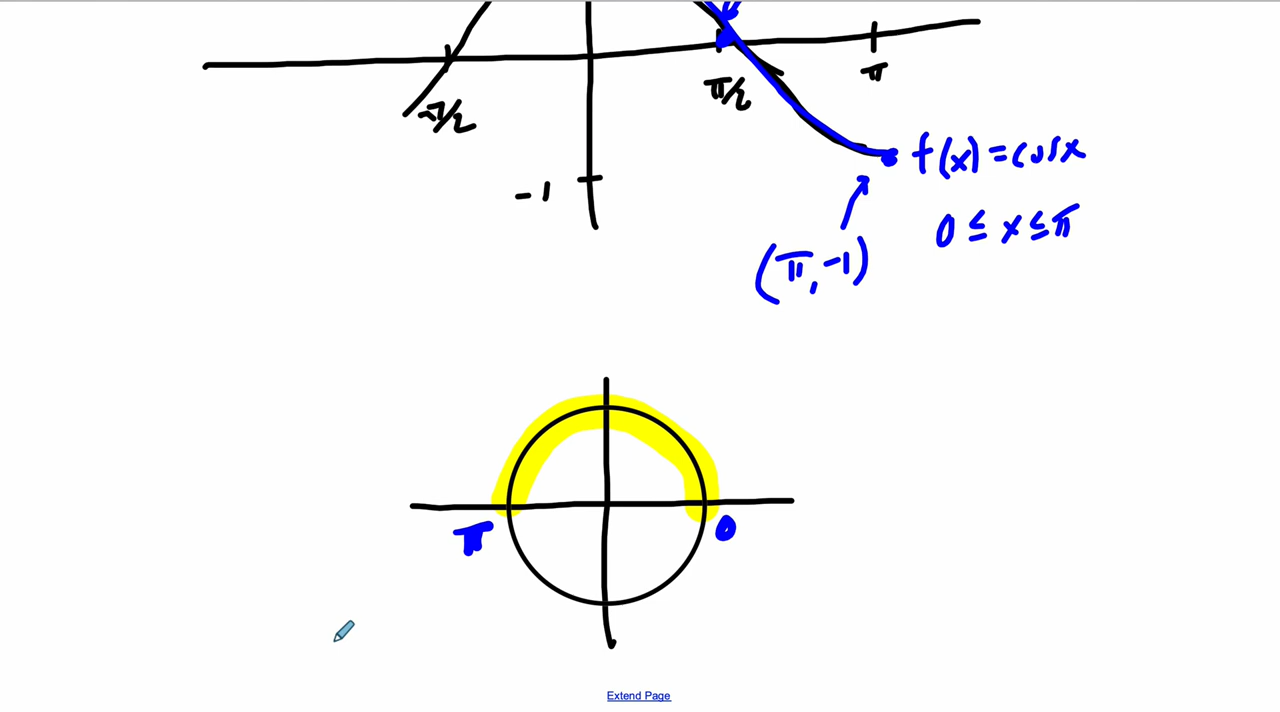 π/2
π
-π/2
f(x) = cos x
-1
0 ≤ x ≤ π
(π, -1)
π
0
Extend Page